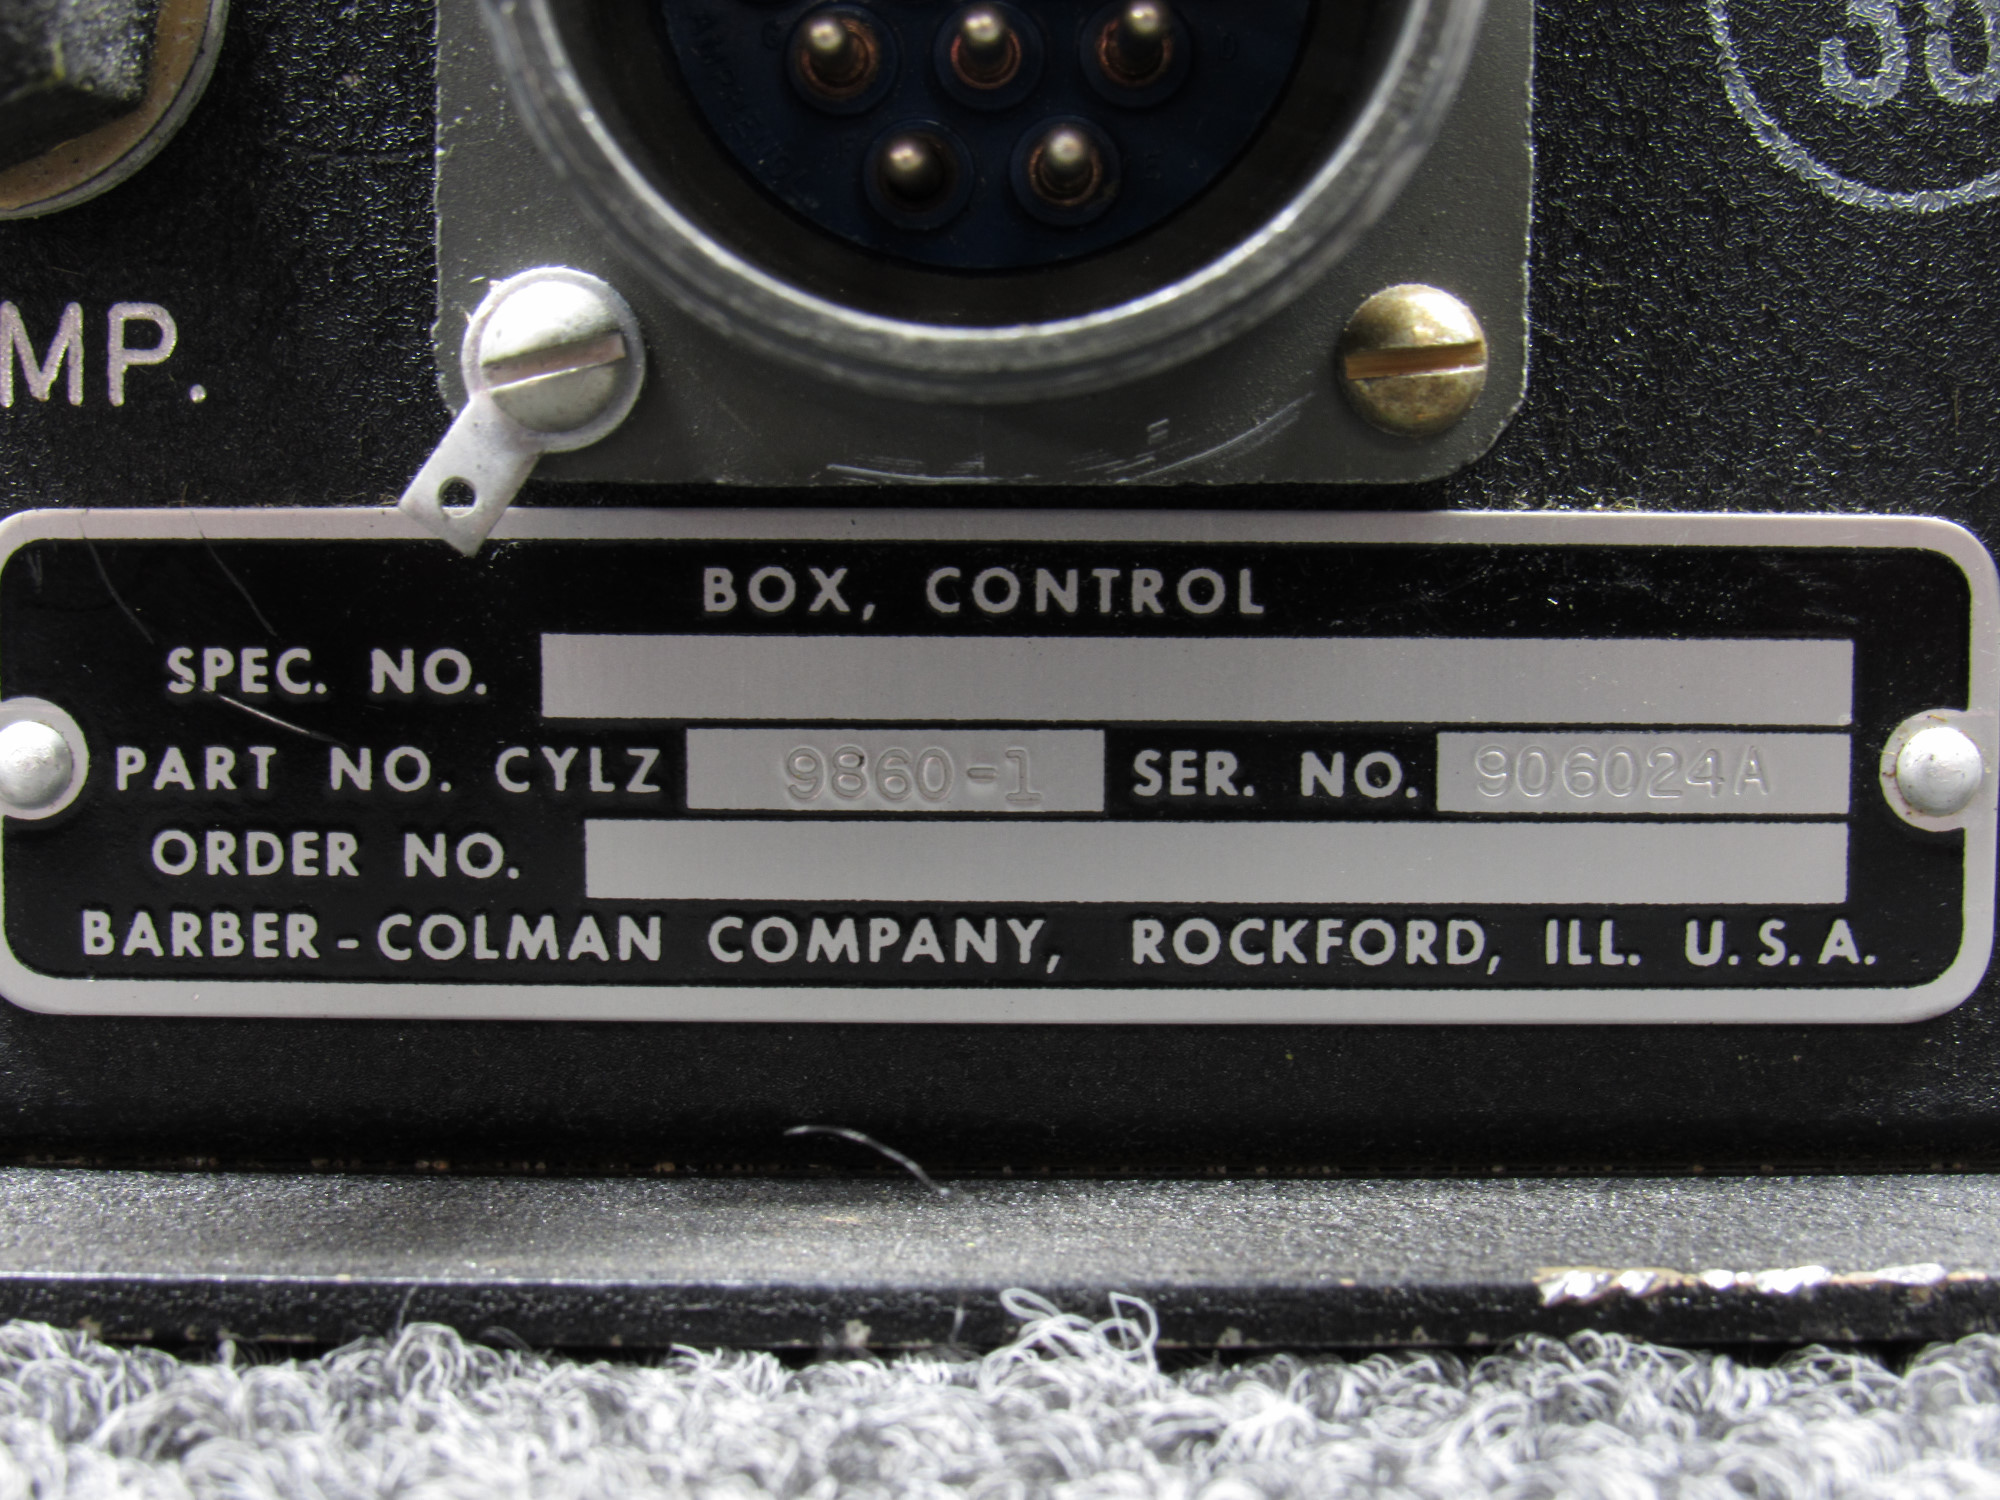 MP.
BOX, CONTROL
SPEC. NO.
PART NO. CYLZ 9860-1 SER. NO. 906024A
ORDER NO.
BARBER-COLMAN COMPANY, ROCKFORD, ILL. U.S.A.